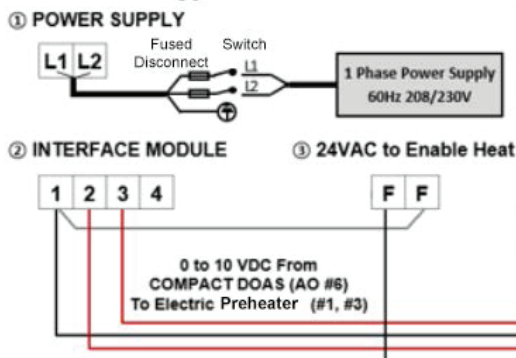 ① POWER SUPPLY
Fused Disconnect
Switch
L1 L2
L1
L2
1 Phase Power Supply
60Hz 208/230V
② INTERFACE MODULE
③ 24VAC to Enable Heat
1 2 3 4
F F
0 to 10 VDC From
COMPACT DOAS (AO #6)
To Electric Preheater (#1, #3)